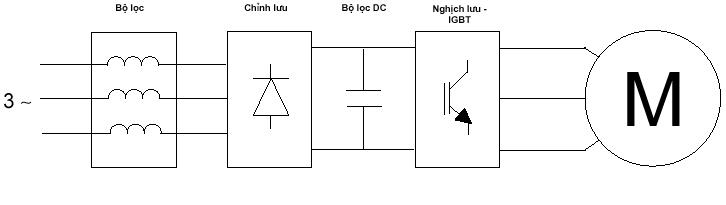 Bộ lọc
Chỉnh lưu
Bộ lọc DC
Nghịch lưu -
IGBT
3 ~
M